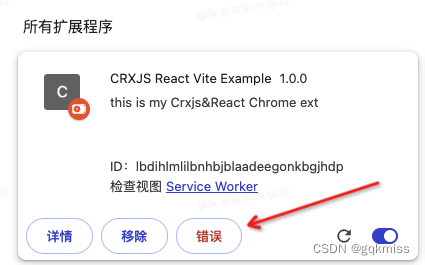 所有扩展程序
C
CRXJS React Vite Example 1.0.0
this is my Crxjs&React Chrome ext
ID： lbdihlmlilbnhbjblaadeegonkbgjhdp
检查视图 Service Worker
详情 移除 错误
CSDN @gqkmiss